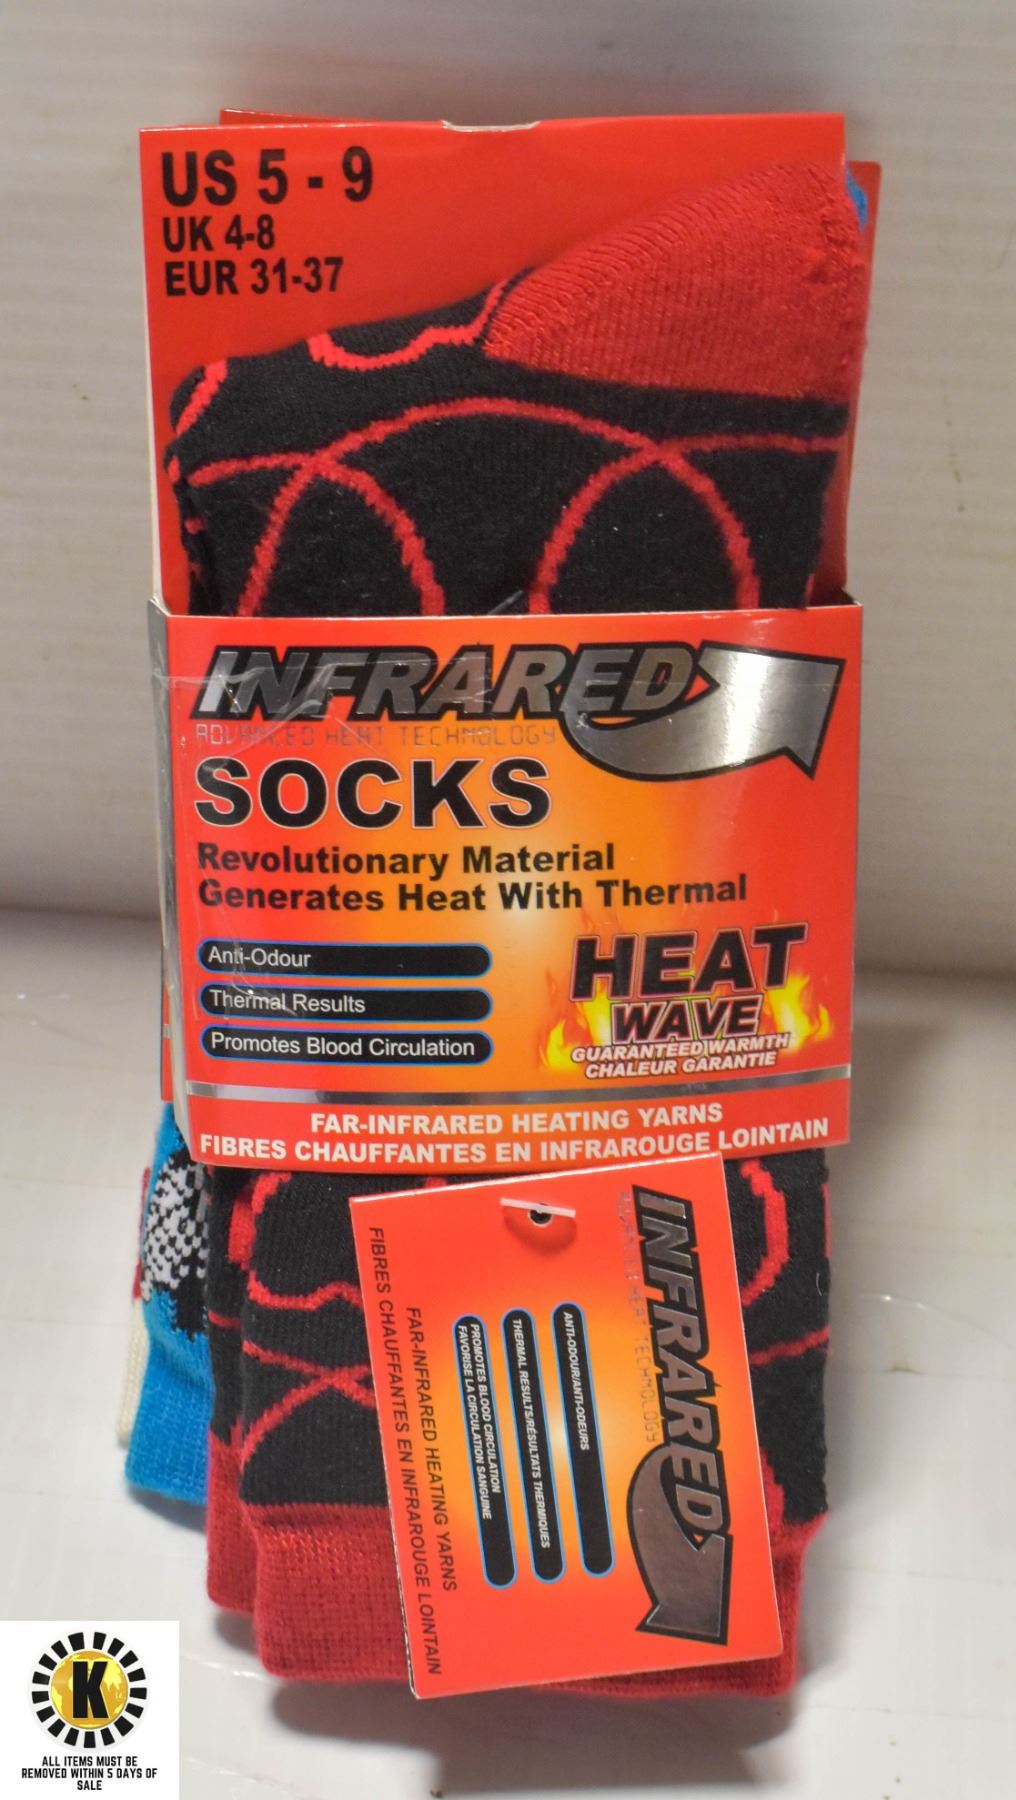 US 5 - 9
UK 4-8
EUR 31-37
INFRARED
ADVANCED HEAT TECHNOLOGY
SOCKS
Revolutionary Material
Generates Heat With Thermal
Anti-Odour
Thermal Results
Promotes Blood Circulation
HEAT
WAVE
GUARANTEED WARMTH
CHALEUR GARANTIE
FAR-INFRARED HEATING YARNS
FIBRES CHAUFFANTES EN INFRAROUGE LOINTAIN
INFRARED
ADVANCED HEAT TECHNOLOGY
ANTI-ODOUR/ANTI-ODEURS
THERMAL RESULTS/RÉSULTATS THERMIQUES
PROMOTES BLOOD CIRCULATION
FAVORISE LA CIRCULATION SANGUINE
FAR-INFRARED HEATING YARNS
FIBRES CHAUFFANTES EN INFRAROUGE LOINTAIN
K
ALL ITEMS MUST BE
REMOVED WITHIN 5 DAYS OF
SALE